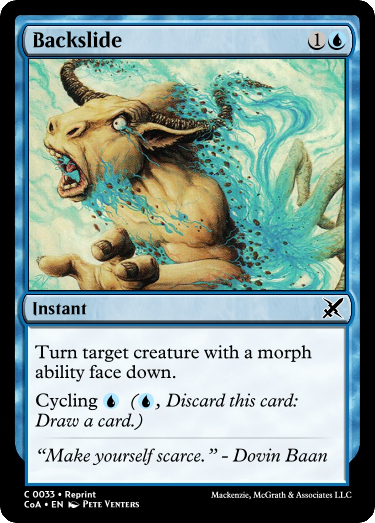 Backslide 1
Instant
Turn target creature with a morph
ability face down.
Cycling (, Discard this card:
Draw a card.)
“Make yourself scarce.” - Dovin Baan
C 0033 • Reprint
CoA • EN Pete Venters
Mackenzie, McGrath & Associates LLC